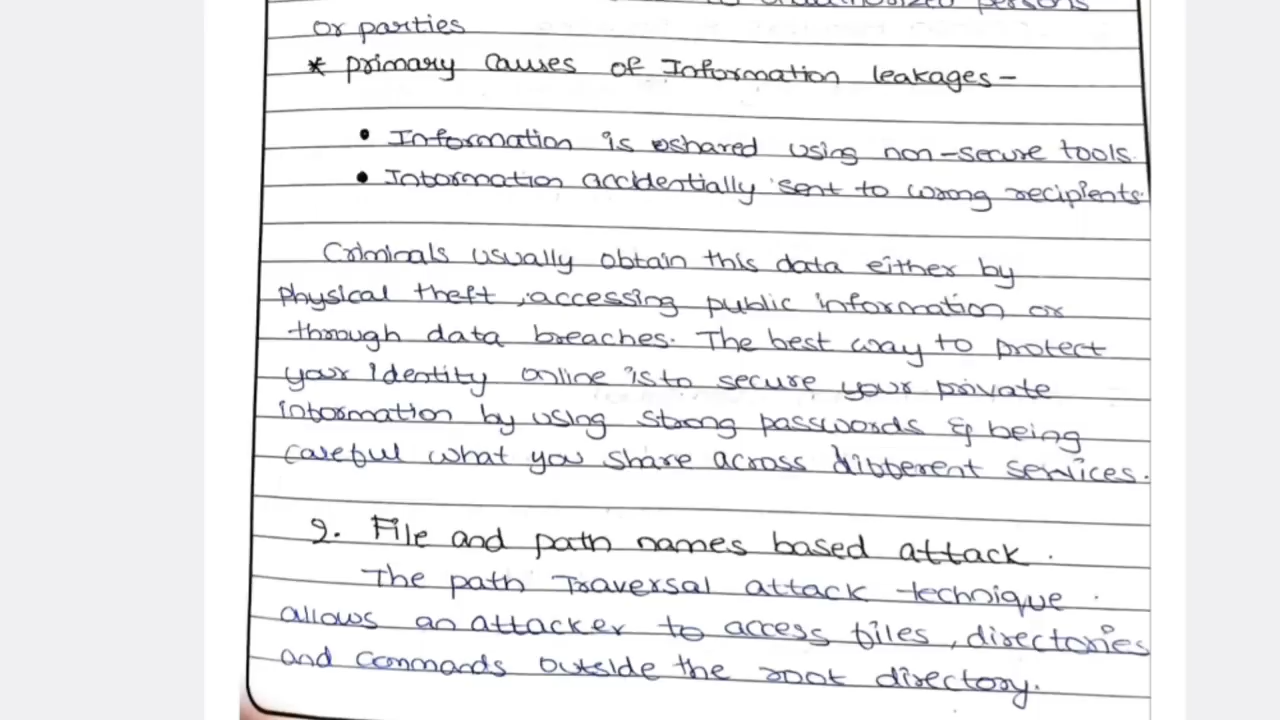 or parties
* primary causes of Information leakages -
• Information is shared using non-secure tools.
• Information accidentially sent to wrong recipients.
Criminals usually obtain this data either by
physical theft, accessing public information or
through data breaches. The best way to protect
your Identity online is to secure your private
information by using strong passwords & being
careful what you share across different services.
2. File and path names based attack.
The path Traversal attack technique.
allows an attacker to access files, directories
and commands outside the root directory.